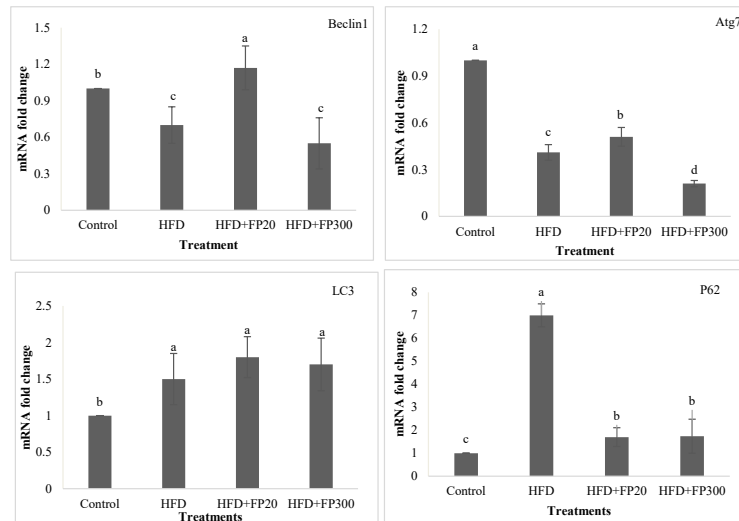 Beclin1
mRNA fold change
1.5
1.2
0.9
0.6
0.3
0
b
c
a
c
Control HFD HFD+FP20 HFD+FP300
Treatment
Atg7
mRNA fold change
1.2
0.9
0.6
0.3
0
a
c
b
d
Control HFD HFD+FP20 HFD+FP300
Treatment
LC3
mRNA fold change
2.5
2
1.5
1
0.5
0
b
a
a
a
Control HFD HFD+FP20 HFD+FP300
Treatments
P62
mRNA fold change
8
7
6
5
4
3
2
1
0
c
a
b
b
Control HFD HFD+FP20 HFD+FP300
Treatments